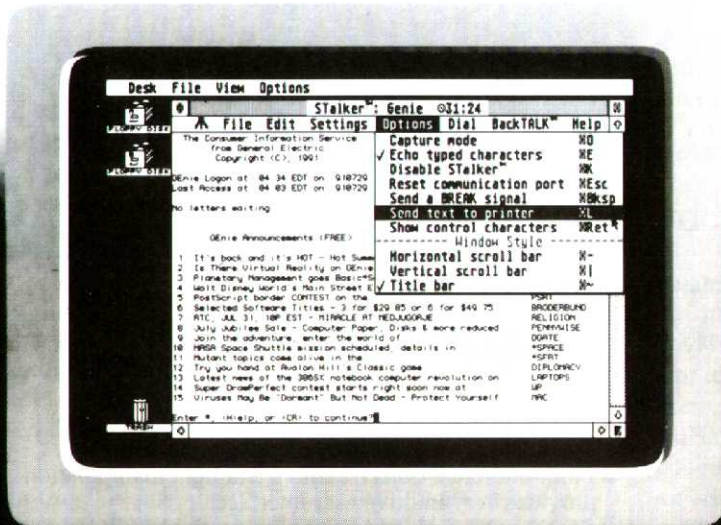 Desk File View Options
STalker™: Genie ⊙31:24
File Edit Settings Options Dial BackTALK™ Help
FLOPPY DISK
FLOPPY DISK
TRASH
Capture mode ⌘O
✓ Echo typed characters ⌘E
Disable STalker™ ⌘K
Reset communication port ⌘Esc
Send a BREAK signal ⌘Bksp
Send text to printer ⌘L
Show control characters ⌘Ret
Window Style
Horizontal scroll bar ⌘-
Vertical scroll bar ⌘|
✓ Title bar ⌘~
The Consumer Information Service
from General Electric
Copyright (C), 1991
GEnie Logon at 04 34 EDT on 910729
Last Access at 04 03 EDT on 910729
No letters waiting
GEnie Announcements (FREE)
1 It's back and it's HOT - Hot Summe
2 Is There Virtual Reality on GEnie
3 Planetary Management goes Basic*S
4 Walt Disney World's Main Street E
5 PostScript border CONTEST on the PSRT
6 Selected Software Titles - 3 for $29 85 or 6 for $49 75 BRODERBUND
7 RTC, JUL 31, 10P EST - MIRACLE AT MEDJUGORJE RELIGION
8 July Jubilee Sale - Computer Paper, Disks & more reduced PENNYWISE
9 Join the adventure, enter the world of DGATE
10 NASA Space Shuttle mission scheduled, details in *SPACE
11 Mutant topics come alive in the *SFRT
12 Try you hand at Avalon Hill's Classic game DIPLOMACY
13 Latest news of the 386SX notebook computer revolution on LAPTOPS
14 Super DrawPerfect contest starts right soon now at WP
15 Viruses May Be "Dormant" But Not Dead - Protect Yourself MAC
Enter #, <H>elp, or <CR> to continue?